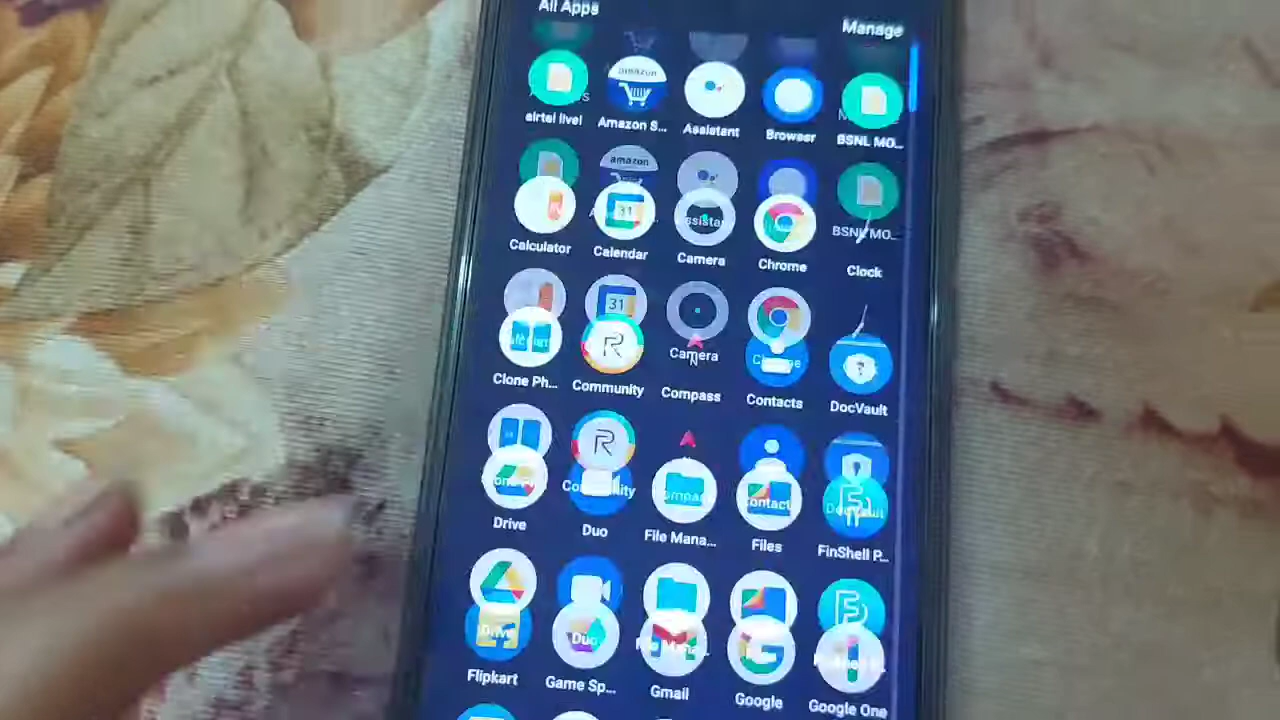 All Apps
Manage
airtel live!
Amazon S...
Assistant
Browser
BSNL MO...
Calculator
Calendar
Camera
Chrome
Clock
Clone Ph...
Community
Compass
Contacts
DocVault
Drive
Duo
File Mana...
Files
FinShell P...
Flipkart
Game Sp...
Gmail
Google
Google One